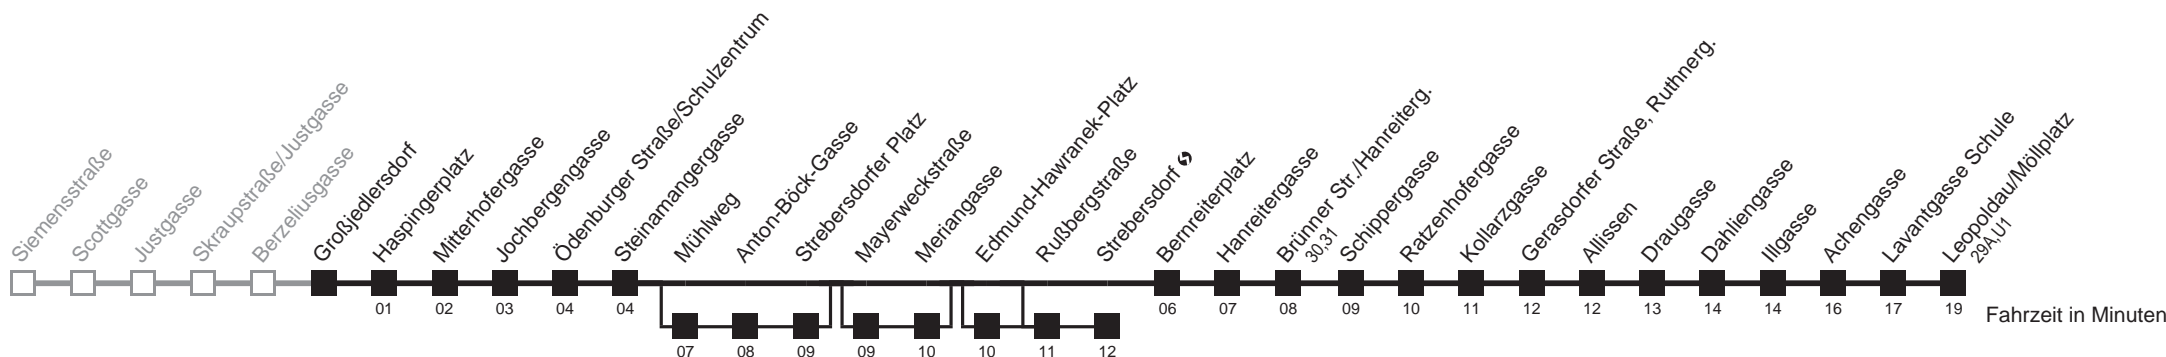 Siemensstraße
Scottgasse
Justgasse
Skraupstraße/Justgasse
Berzeliusgasse
Großjedlersdorf
Haspingerplatz
01
Mitterhofergasse
02
Jochbergengasse
03
Ödenburger Straße/Schulzentrum
04
Steinamangergasse
04
Mühlweg
07
Anton-Böck-Gasse
08
Strebersdorfer Platz
09
Mayerweckstraße
09
Meriangasse
10
Edmund-Hawranek-Platz
10
Rußbergstraße
11
Strebersdorf
12
Bernreiterplatz
06
Hanreitergasse
07
Brünner Str./Hanreiterg.
30,31
08
Schippergasse
09
Ratzenhofergasse
10
Kollarzgasse
11
Gerasdorfer Straße, Ruthnerg.
12
Allissen
12
Draugasse
13
Dahliengasse
14
Illgasse
14
Achengasse
16
Lavantgasse Schule
17
Leopoldau/Möllplatz
29A,U1
19
Fahrzeit in Minuten